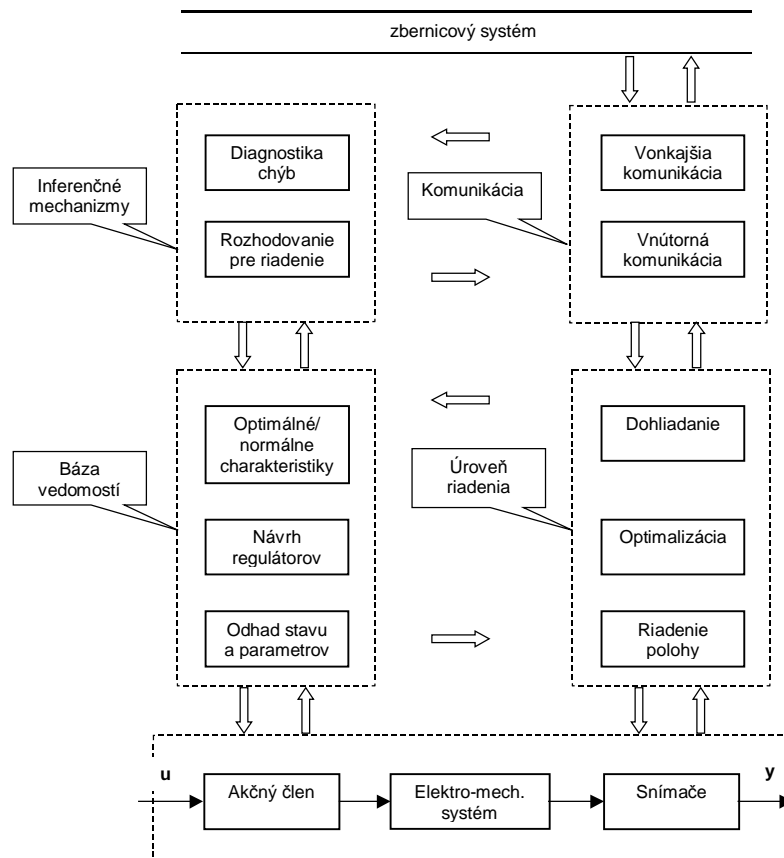 zbernicový systém
Diagnostika
chýb
Vonkajšia
komunikácia
Inferenčné
mechanizmy
Komunikácia
Rozhodovanie
pre riadenie
Vnútorná
komunikácia
Optimálné/
normálne
charakteristiky
Dohliadanie
Báza
vedomostí
Úroveň
riadenia
Návrh
regulátorov
Optimalizácia
Odhad stavu
a parametrov
Riadenie
polohy
u
Akčný člen
Elektro-mech.
systém
Snímače
y